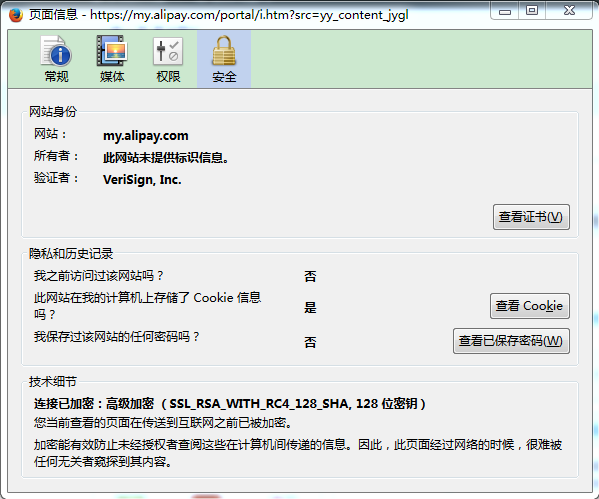 页面信息 - https://my.alipay.com/portal/i.htm?src=yy_content_jygl
常规 媒体 权限 安全
网站身份
网站： my.alipay.com
所有者： 此网站未提供标识信息。
验证者： VeriSign, Inc.
查看证书(V)
隐私和历史记录
我之前访问过该网站吗？ 否
此网站在我的计算机上存储了 Cookie 信息
吗？ 是 查看 Cookie
我保存过该网站的任何密码吗？ 否 查看已保存密码(W)
技术细节
连接已加密：高级加密（SSL_RSA_WITH_RC4_128_SHA, 128 位密钥）
您当前查看的页面在传送到互联网之前已被加密。
加密能有效防止未经授权者查阅这些在计算机间传递的信息。因此，此页面经过网络的时候，很难被
任何无关者窥探到其内容。